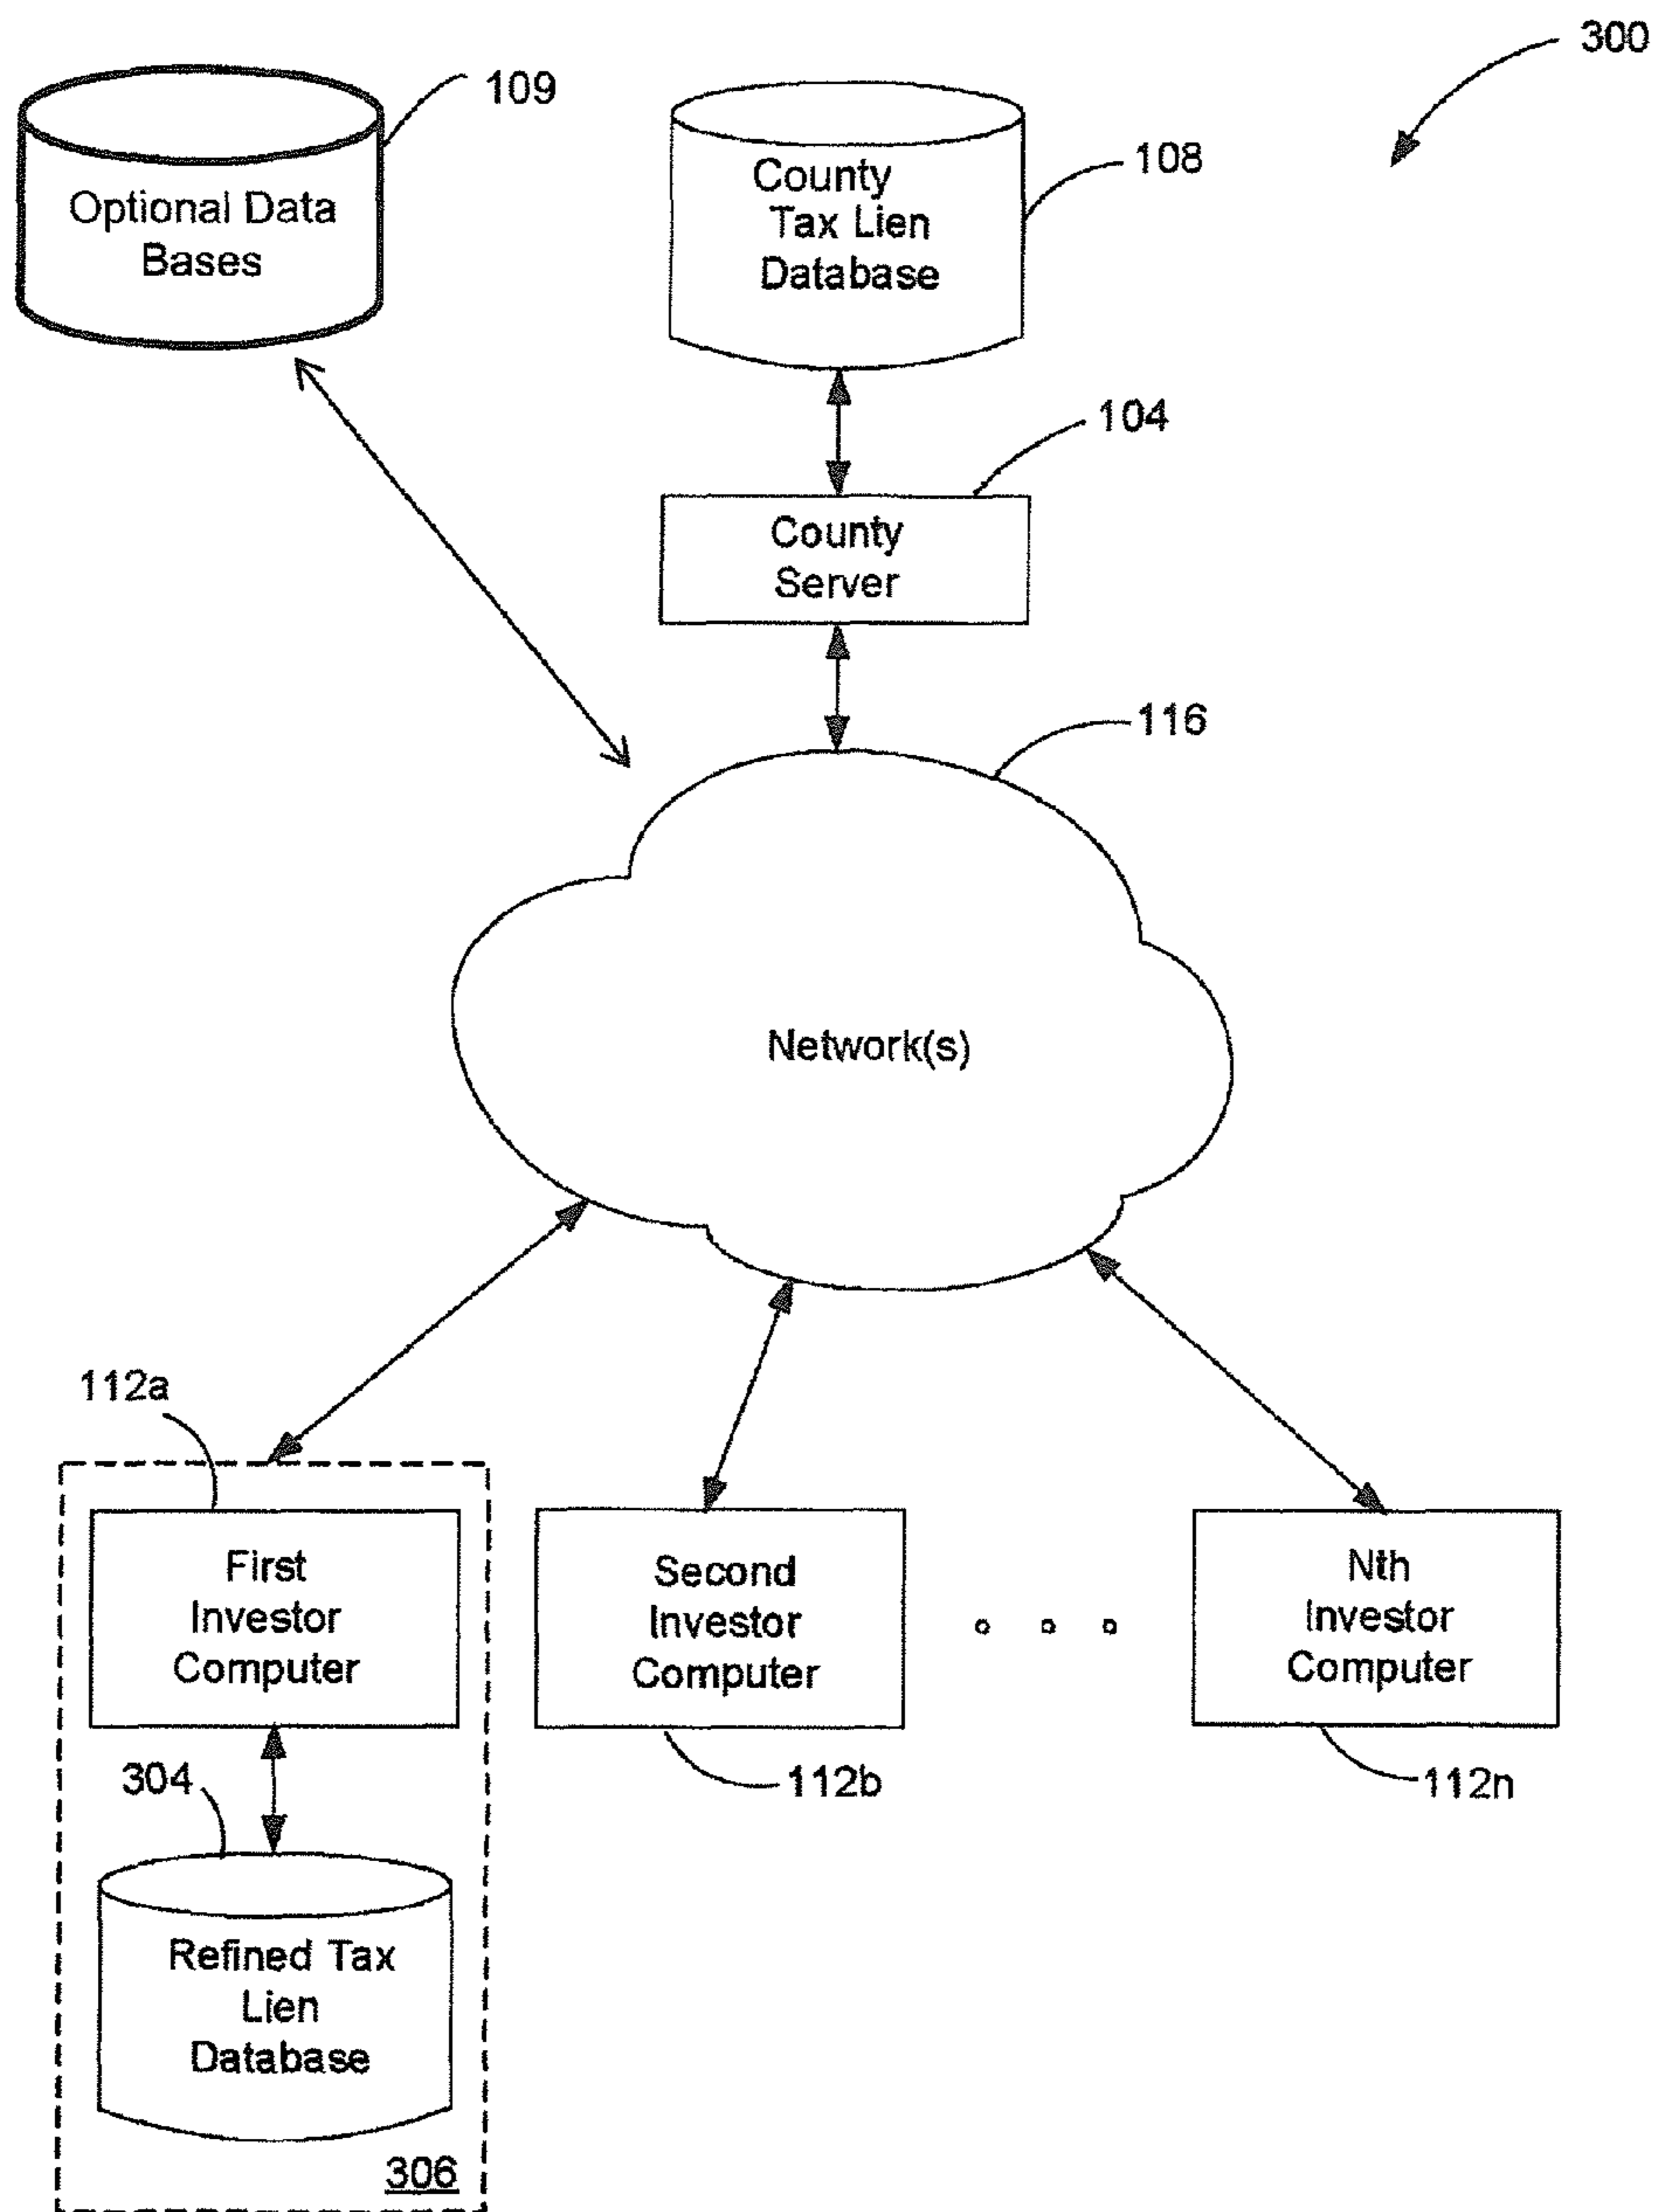 300
109
Optional Data
Bases
County
Tax Lien
Database
108
104
County
Server
116
Network(s)
112a
First
Investor
Computer
Second
Investor
Computer
Nth
Investor
Computer
304
112b
112n
Refined Tax
Lien
Database
306